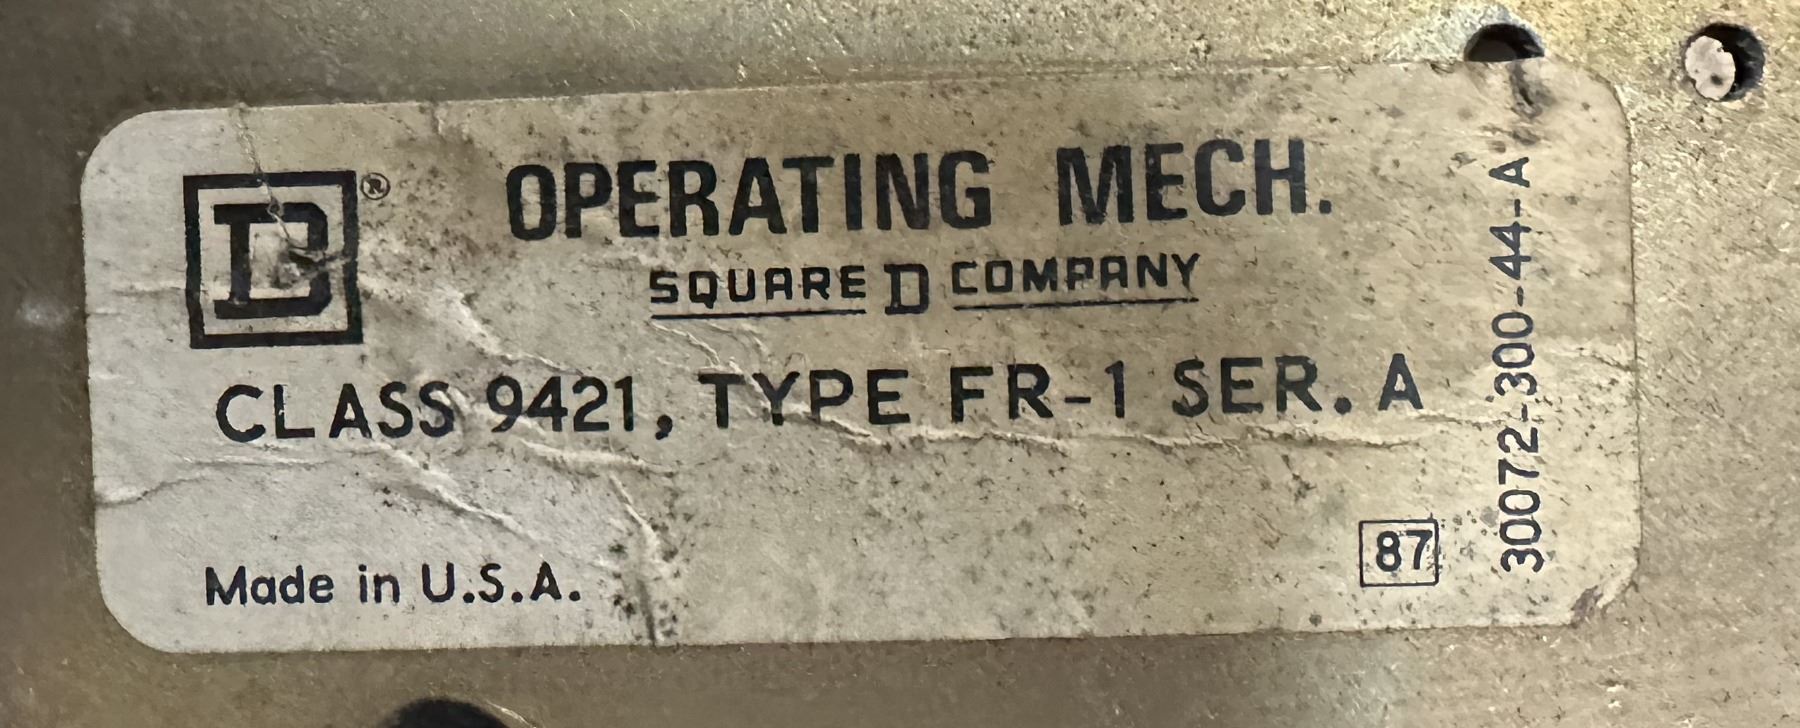 D®
OPERATING MECH.
SQUARE D COMPANY
CLASS 9421, TYPE FR-1 SER. A
Made in U.S.A.
87
30072-300-44-A